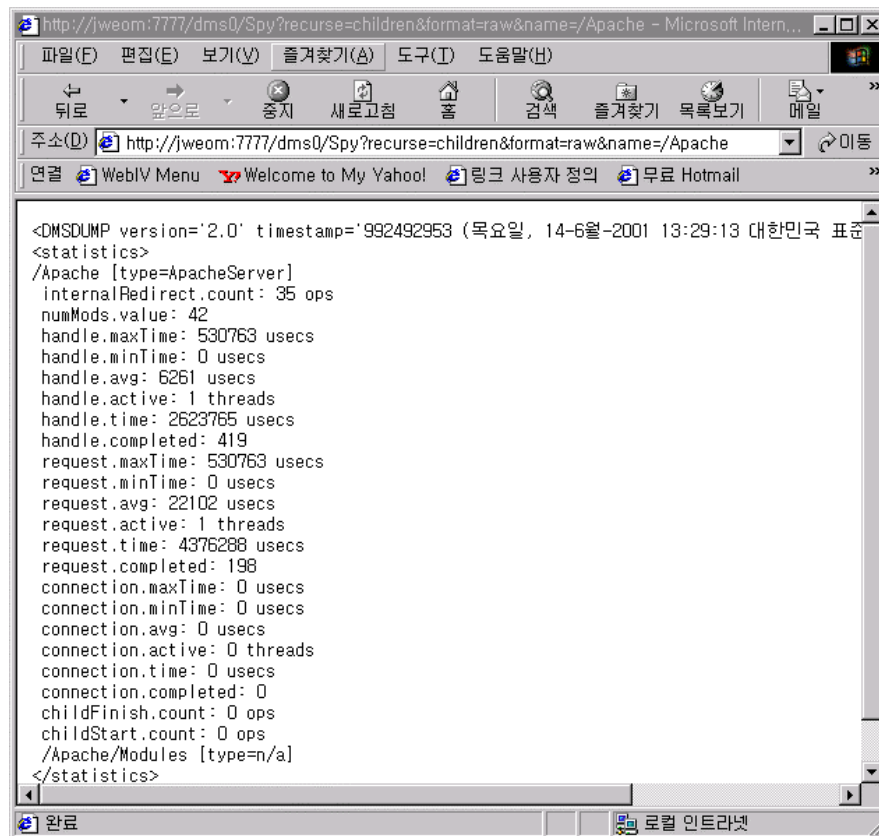 http://jweom:7777/dms0/Spy?recurse=children&format=raw&name=/Apache - Microsoft Intern...
파일(F) 편집(E) 보기(V) 즐겨찾기(A) 도구(T) 도움말(H)
뒤로 앞으로 중지 새로고침 홈 검색 즐겨찾기 목록보기 메일 »
주소(D) http://jweom:7777/dms0/Spy?recurse=children&format=raw&name=/Apache 이동
연결 WebIV Menu Welcome to My Yahoo! 링크 사용자 정의 무료 Hotmail »
<DMSDUMP version='2.0' timestamp='992492953 (목요일, 14-6월-2001 13:29:13 대한민국 표준
<statistics>
/Apache [type=ApacheServer]
internalRedirect.count: 35 ops
numMods.value: 42
handle.maxTime: 530763 usecs
handle.minTime: 0 usecs
handle.avg: 6261 usecs
handle.active: 1 threads
handle.time: 2623765 usecs
handle.completed: 419
request.maxTime: 530763 usecs
request.minTime: 0 usecs
request.avg: 22102 usecs
request.active: 1 threads
request.time: 4376288 usecs
request.completed: 198
connection.maxTime: 0 usecs
connection.minTime: 0 usecs
connection.avg: 0 usecs
connection.active: 0 threads
connection.time: 0 usecs
connection.completed: 0
childFinish.count: 0 ops
childStart.count: 0 ops
/Apache/Modules [type=n/a]
</statistics>
완료 로컬 인트라넷